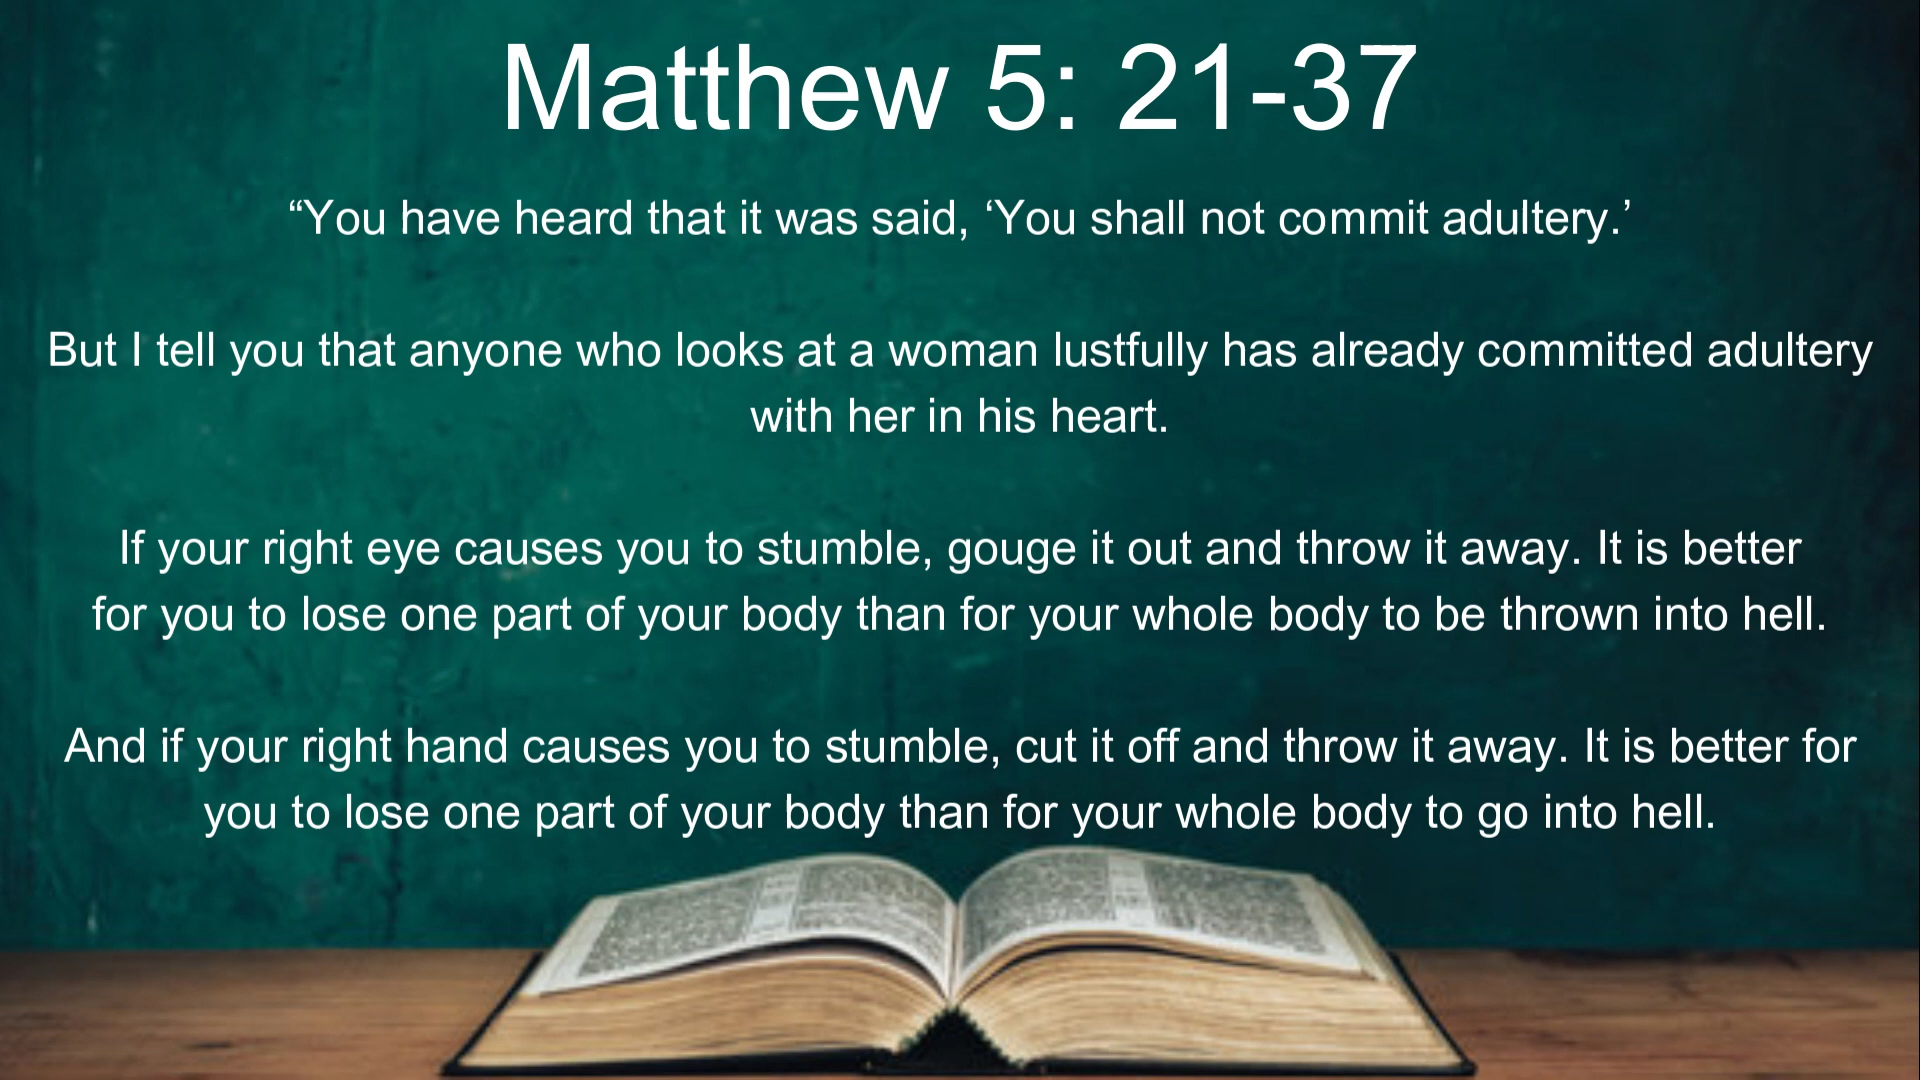 Matthew 5: 21-37
“You have heard that it was said, ‘You shall not commit adultery.’
But I tell you that anyone who looks at a woman lustfully has already committed adultery
with her in his heart.
If your right eye causes you to stumble, gouge it out and throw it away. It is better
for you to lose one part of your body than for your whole body to be thrown into hell.
And if your right hand causes you to stumble, cut it off and throw it away. It is better for
you to lose one part of your body than for your whole body to go into hell.